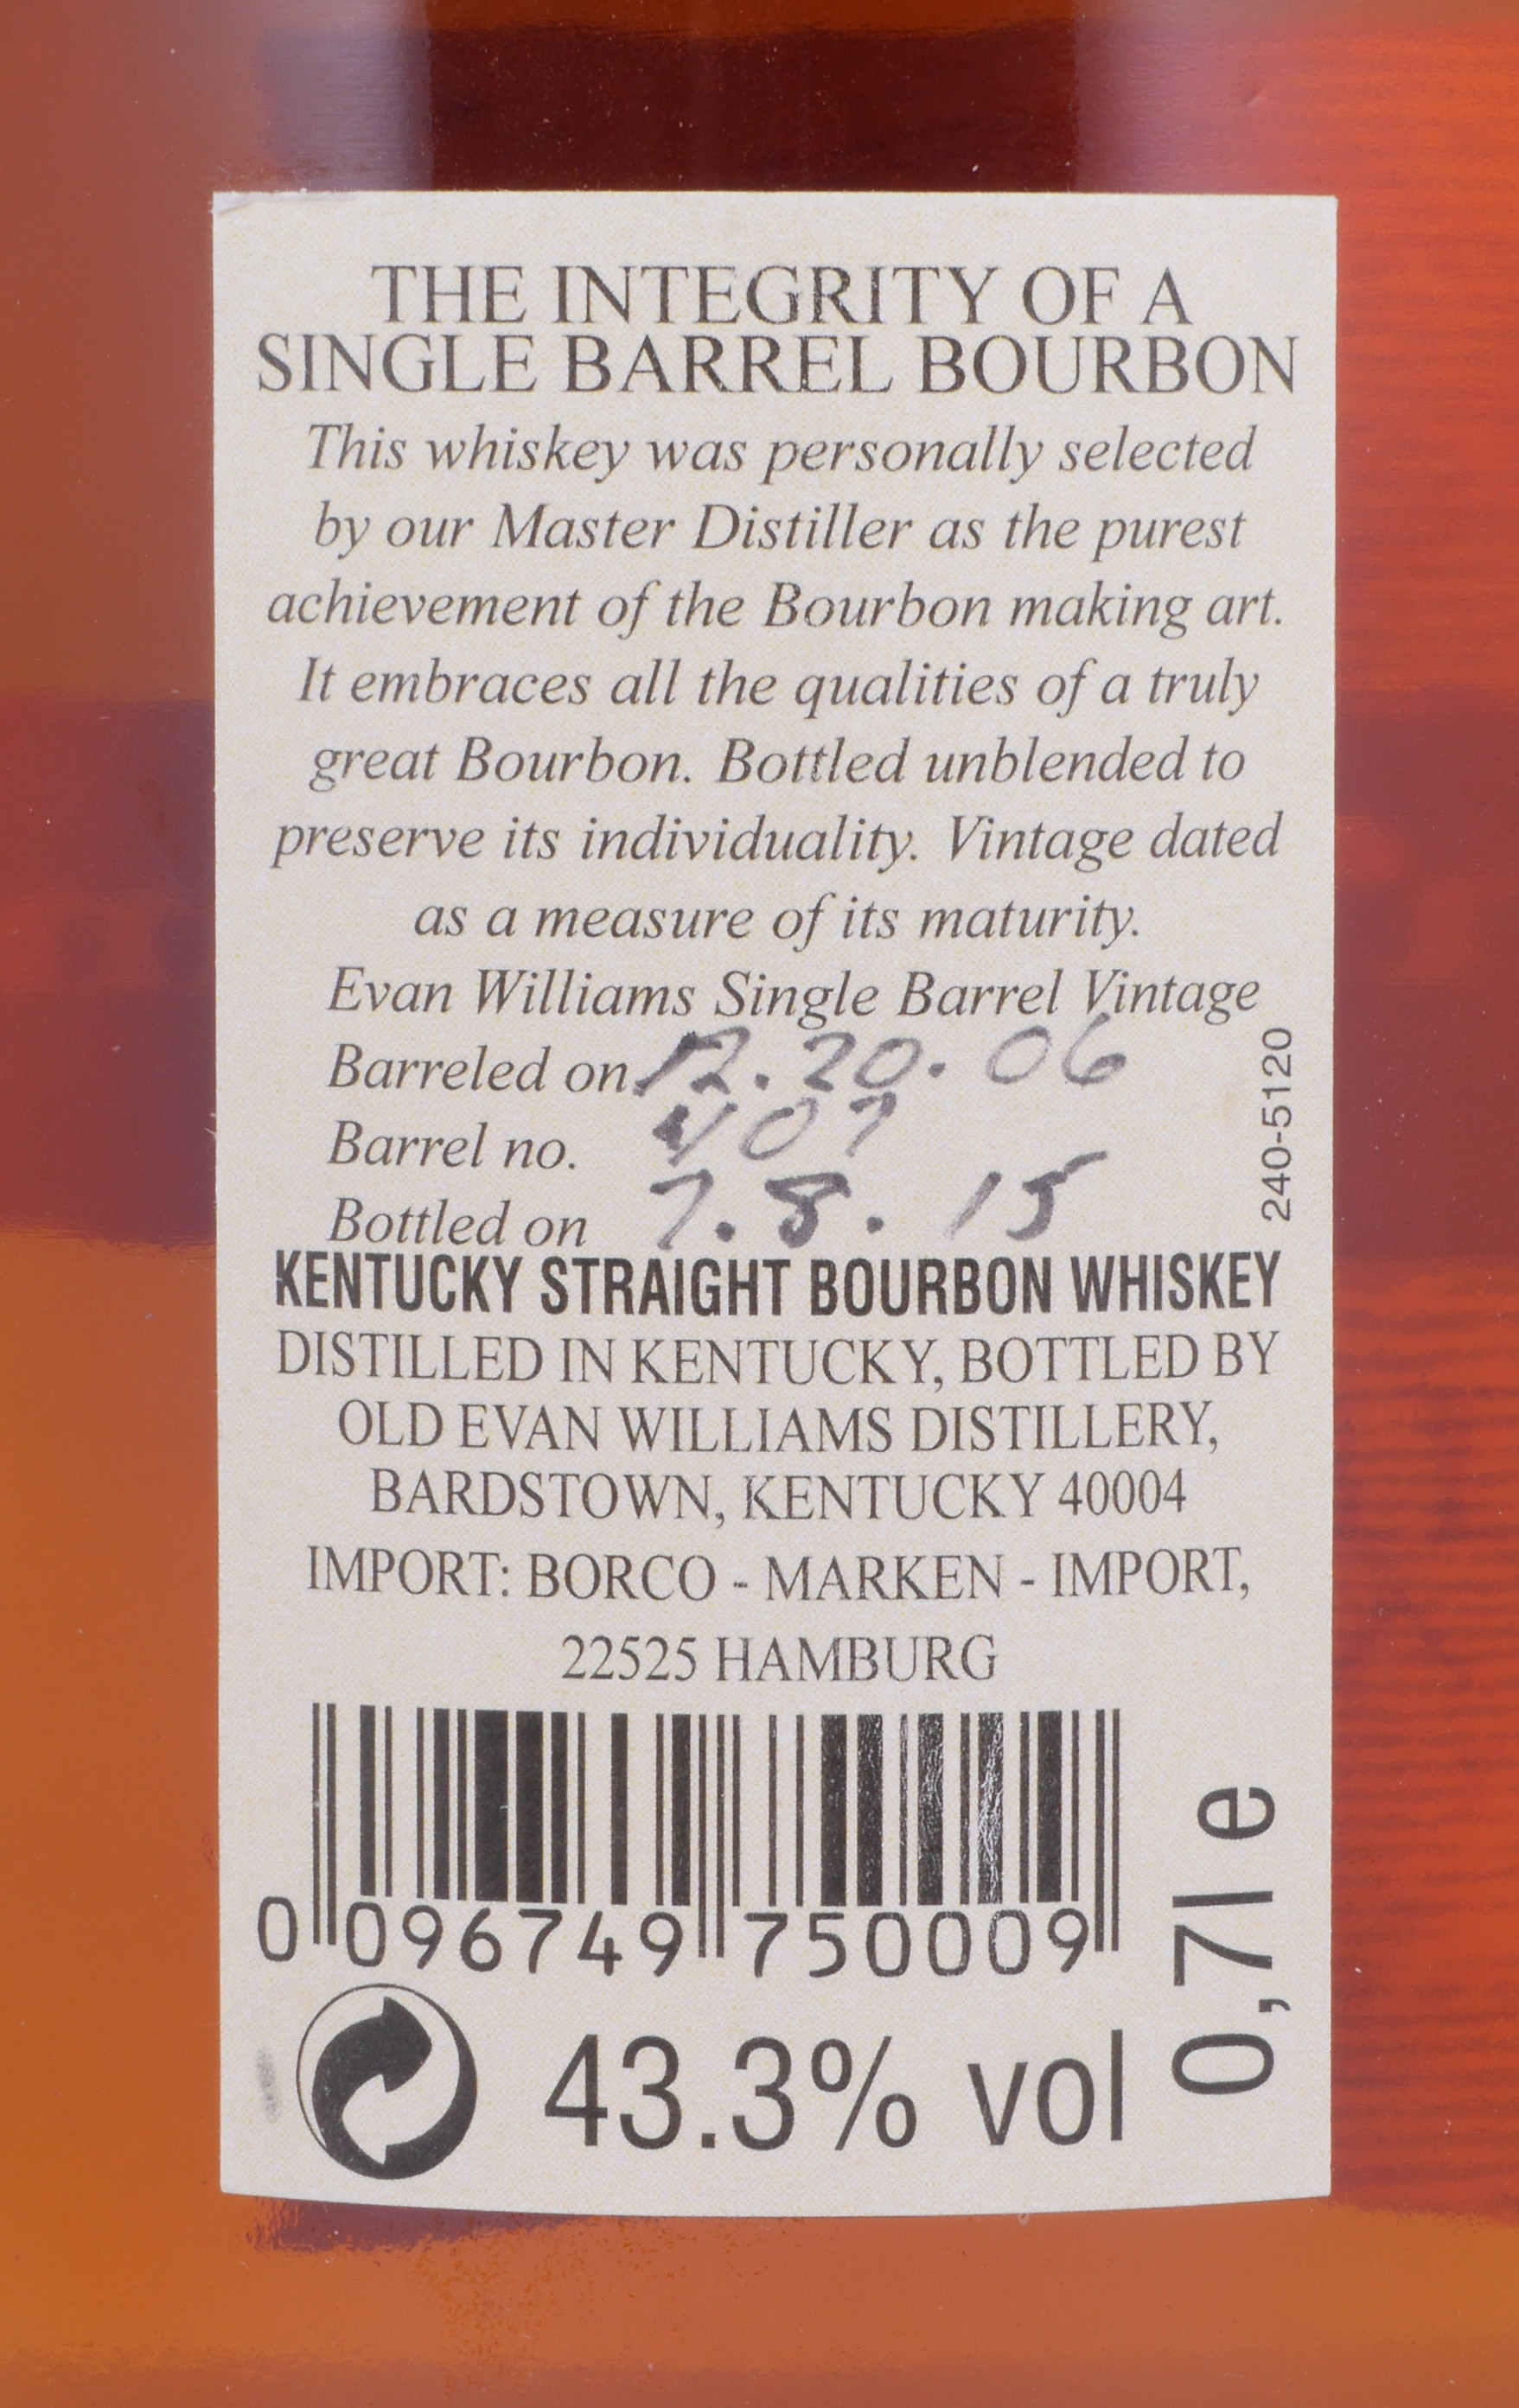 THE INTEGRITY OF A
SINGLE BARREL BOURBON
This whiskey was personally selected
by our Master Distiller as the purest
achievement of the Bourbon making art.
It embraces all the qualities of a truly
great Bourbon. Bottled unblended to
preserve its individuality. Vintage dated
as a measure of its maturity.
Evan Williams Single Barrel Vintage
Barreled on 12.20.06
Barrel no. 407
Bottled on 7.8.15
240-5120
KENTUCKY STRAIGHT BOURBON WHISKEY
DISTILLED IN KENTUCKY, BOTTLED BY
OLD EVAN WILLIAMS DISTILLERY,
BARDSTOWN, KENTUCKY 40004
IMPORT: BORCO - MARKEN - IMPORT,
22525 HAMBURG
0 096749 750009
0,7l e
43.3% vol